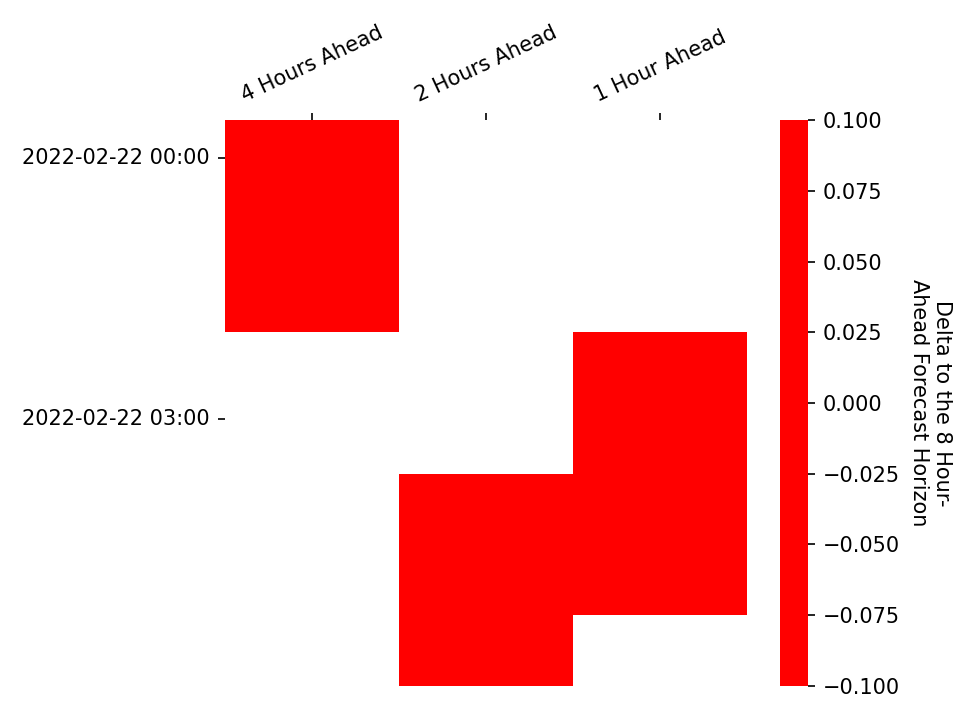 4 Hours Ahead
2 Hours Ahead
1 Hour Ahead
2022-02-22 00:00
2022-02-22 03:00
0.100
0.075
0.050
0.025
0.000
−0.025
−0.050
−0.075
−0.100
Delta to the 8 Hour-
Ahead Forecast Horizon